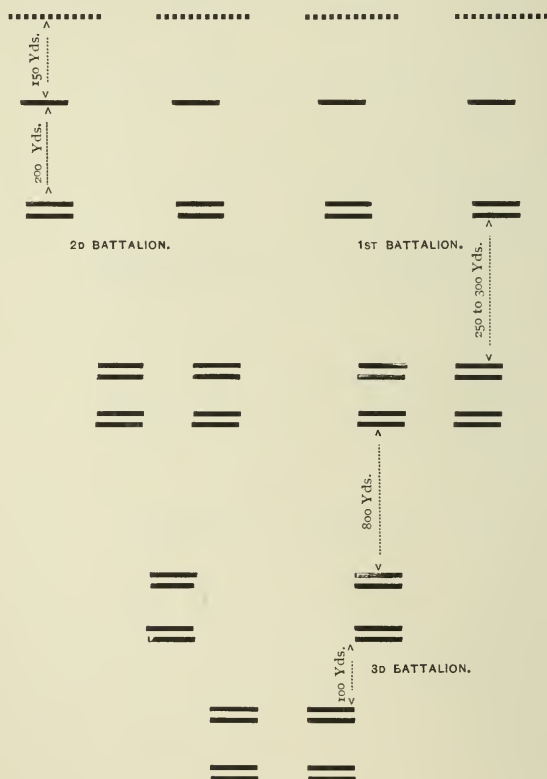 150 Yds.
200 Yds.
2D BATTALION.
1ST BATTALION.
250 to 300 Yds.
800 Yds.
3D BATTALION.
100 Yds.